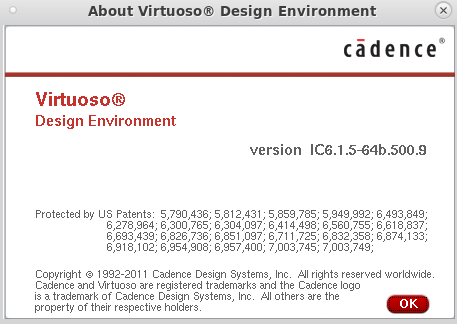 About Virtuoso® Design Environment
cādence®
Virtuoso®
Design Environment
version IC6.1.5-64b.500.9
Protected by US Patents: 5,790,436; 5,812,431; 5,859,785; 5,949,992; 6,493,849;
6,278,964; 6,300,765; 6,304,097; 6,414,498; 6,560,755; 6,618,837;
6,693,439; 6,826,736; 6,851,097; 6,711,725; 6,832,358; 6,874,133;
6,918,102; 6,954,908; 6,957,400; 7,003,745; 7,003,749;
Copyright © 1992-2011 Cadence Design Systems, Inc. All rights reserved worldwide.
Cadence and Virtuoso are registered trademarks and the Cadence logo
is a trademark of Cadence Design Systems, Inc. All others are the
property of their respective holders.
OK